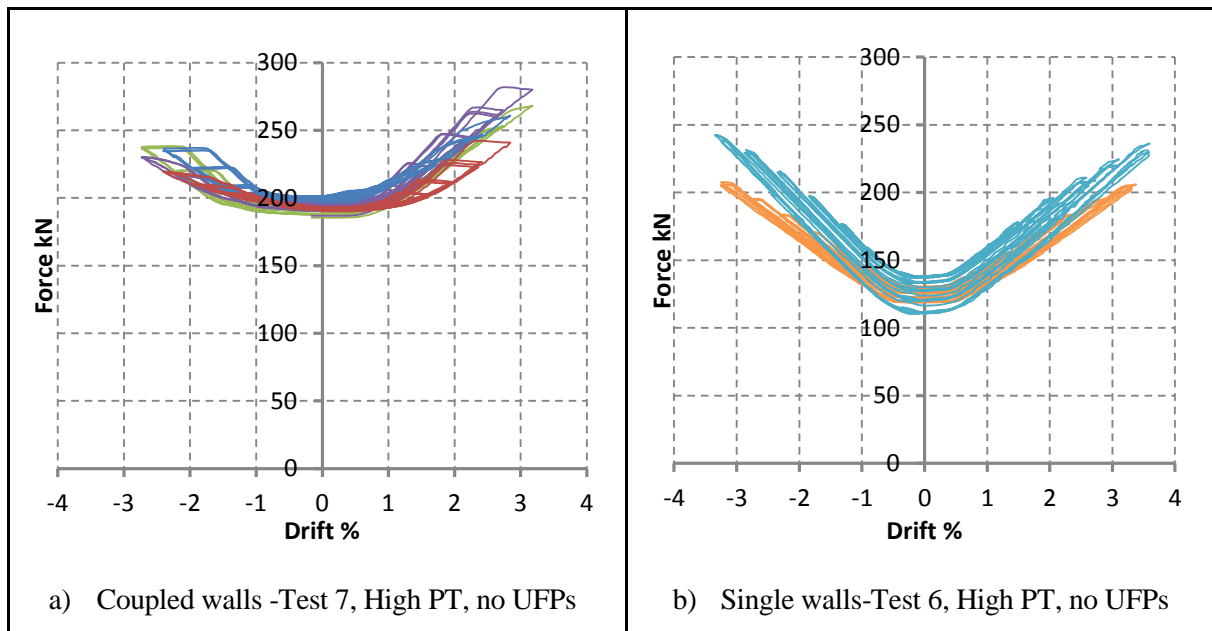 300
250
200
150
100
50
0
-4 -3 -2 -1 0 1 2 3 4
Force kN
Drift %
a) Coupled walls -Test 7, High PT, no UFPs
300
250
200
150
100
50
0
-4 -3 -2 -1 0 1 2 3 4
Force kN
Drift %
b) Single walls-Test 6, High PT, no UFPs